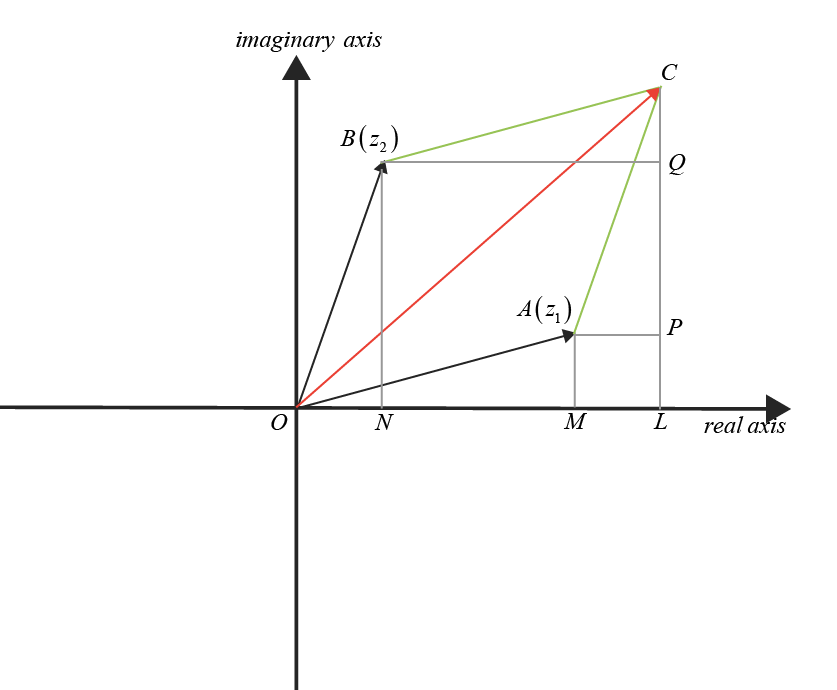 imaginary axis
C
B(z₂)
Q
A(z₁)
P
O
N
M
L
real axis